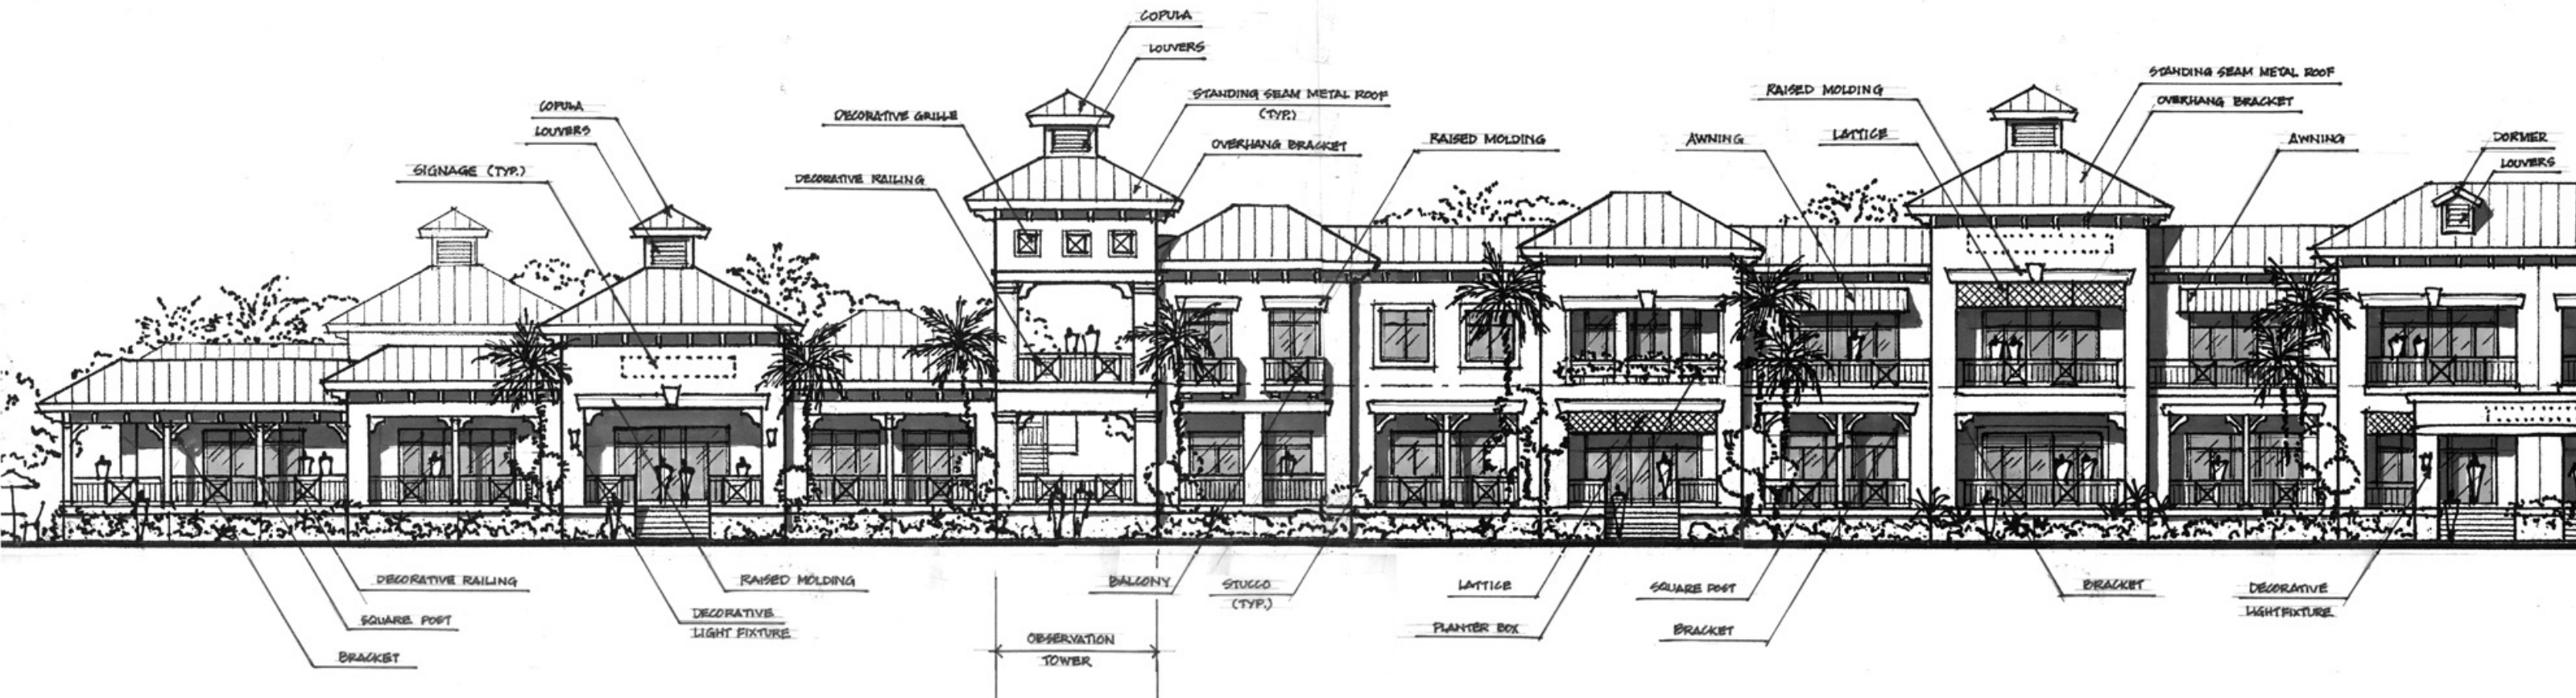 COPULA
LOUVERS
STANDING SEAM METAL ROOF
(TYP.)
OVERHANG BRACKET
DECORATIVE GRILLE
DECORATIVE RAILING
COPULA
LOUVERS
SIGNAGE (TYP.)
RAISED MOLDING
AWNING
RAISED MOLDING
LATTICE
STANDING SEAM METAL ROOF
OVERHANG BRACKET
AWNING
DORMER
LOUVERS
DECORATIVE RAILING
SQUARE POST
BRACKET
RAISED MOLDING
DECORATIVE
LIGHT FIXTURE
OBSERVATION
TOWER
BALCONY
STUCCO
(TYP.)
LATTICE
PLANTER BOX
SQUARE POST
BRACKET
BRACKET
DECORATIVE
LIGHTFIXTURE